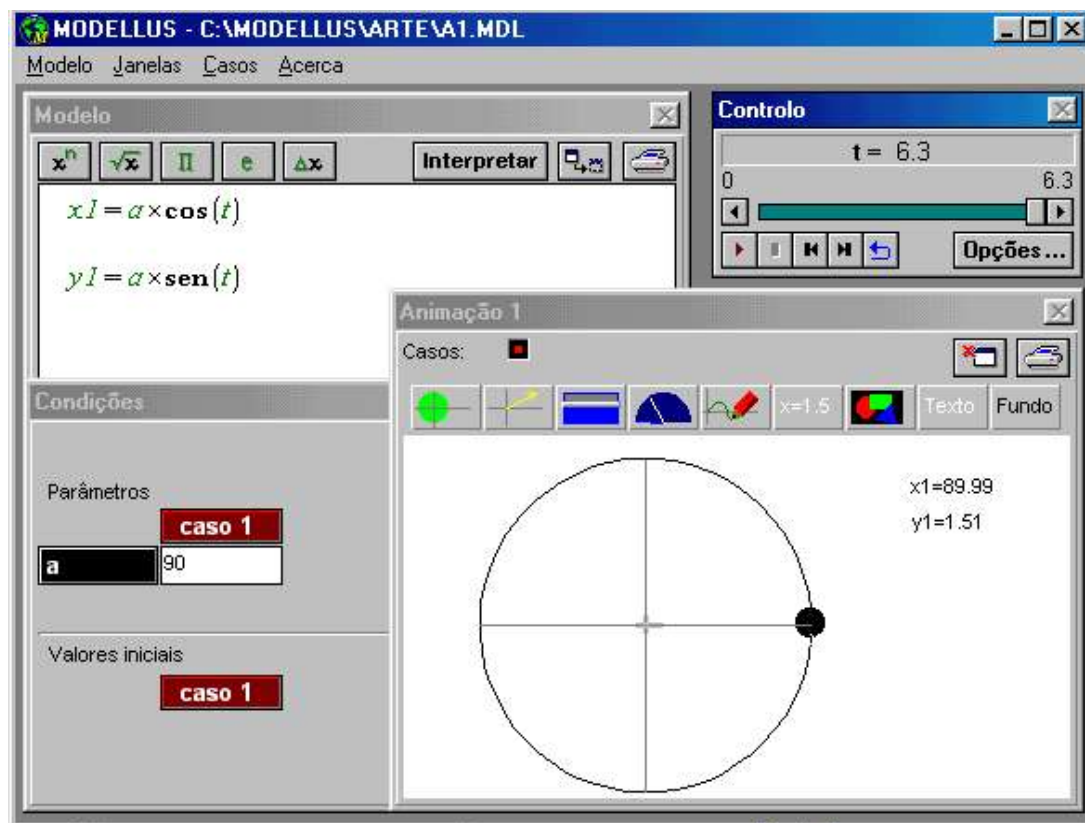 MODELLUS - C:\MODELLUS\ARTE\A1.MDL
Modelo Janelas Casos Acerca
Modelo
xⁿ √x Π e Δx Interpretar
x1 = a × cos(t)
y1 = a × sen(t)
Controlo
t = 6.3
0 6.3
Opções...
Animação 1
Casos:
x=1.5 Texto Fundo
x1=89.99
y1=1.51
Condições
Parâmetros
caso 1
a 90
Valores iniciais
caso 1